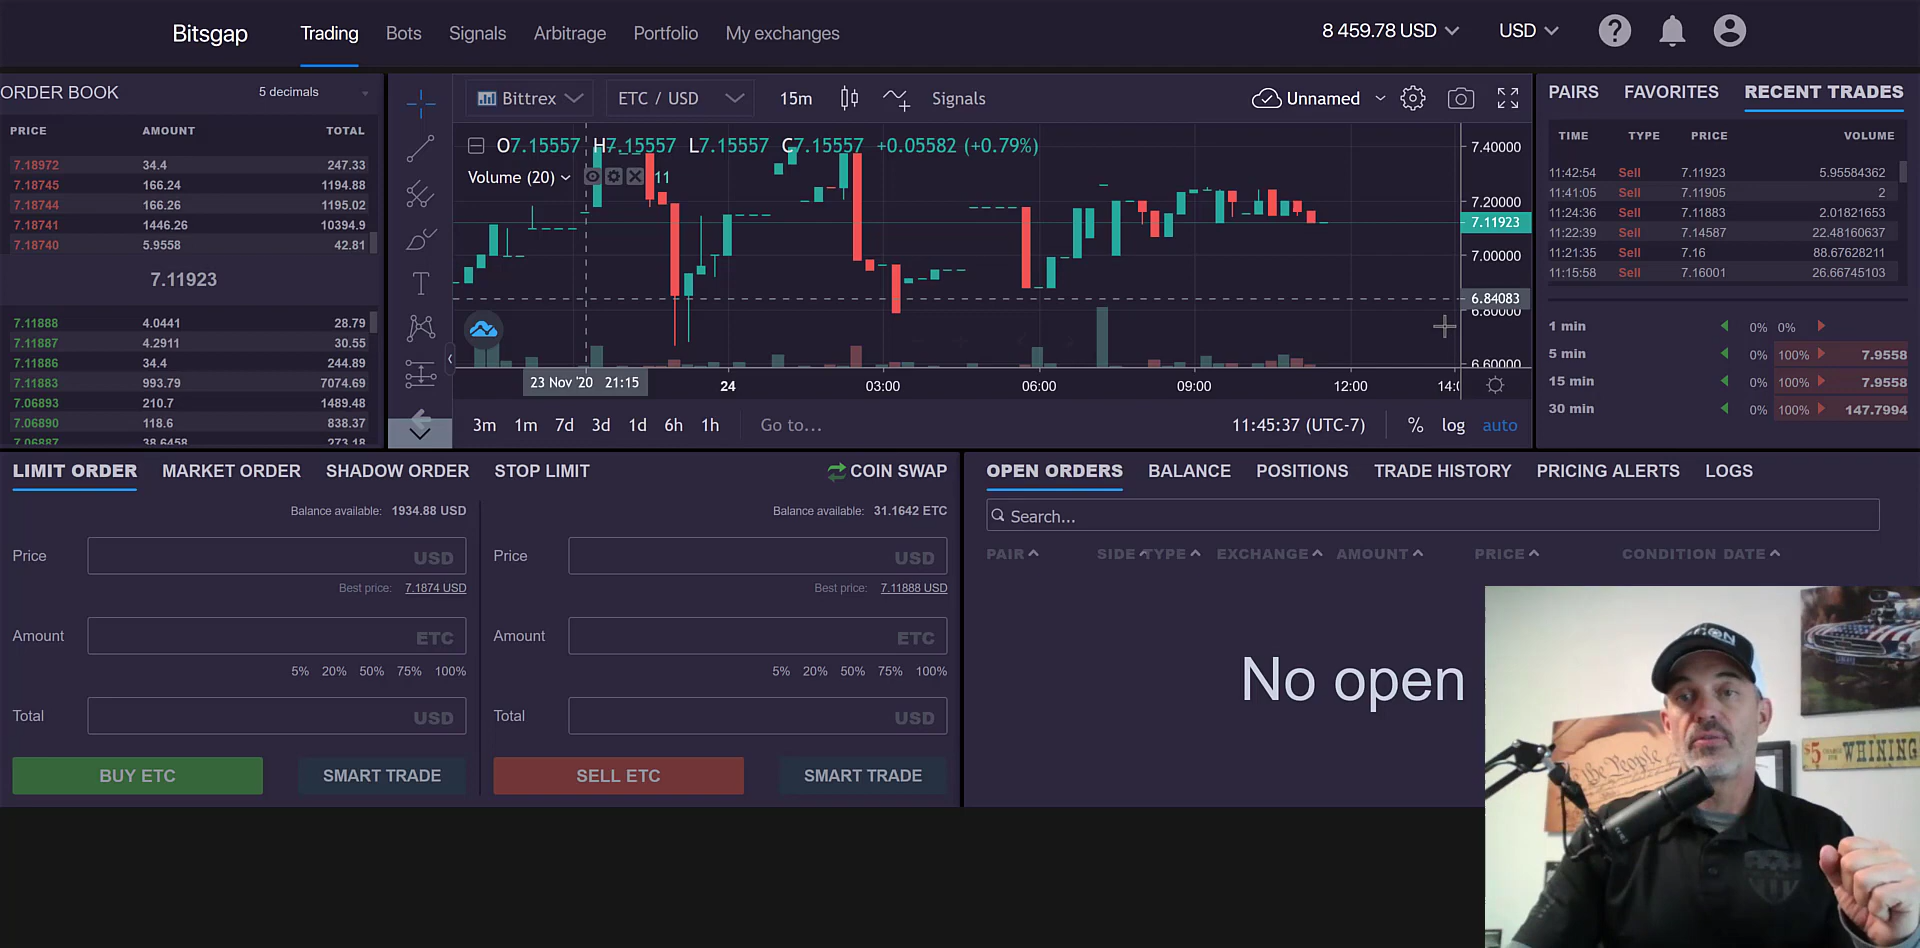 Bitsgap Trading Bots Signals Arbitrage Portfolio My exchanges 8 459.78 USD USD
ORDER BOOK 5 decimals
PRICE AMOUNT TOTAL
7.18972 34.4 247.33
7.18745 166.24 1194.88
7.18744 166.26 1195.02
7.18741 1446.26 10394.9
7.18740 5.9558 42.81
7.11923
7.11888 4.0441 28.79
7.11887 4.2911 30.55
7.11886 34.4 244.89
7.11883 993.79 7074.69
7.06893 210.7 1489.48
7.06890 118.6 838.37
7.06887 38.6458 273.18
Bittrex ETC / USD 15m Signals Unnamed
O7.15557 H7.15557 L7.15557 C7.15557 +0.05582 (+0.79%)
Volume (20) 11
7.40000
7.20000
7.11923
7.00000
6.84083
6.80000
6.60000
23 Nov '20 21:15 24 03:00 06:00 09:00 12:00 14:0
3m 1m 7d 3d 1d 6h 1h Go to... 11:45:37 (UTC-7) % log auto
PAIRS FAVORITES RECENT TRADES
TIME TYPE PRICE VOLUME
11:42:54 Sell 7.11923 5.95584362
11:41:05 Sell 7.11905 2
11:24:36 Sell 7.11883 2.01821653
11:22:39 Sell 7.14587 22.48160637
11:21:35 Sell 7.16 88.67628211
11:15:58 Sell 7.16001 26.66745103
1 min 0% 0%
5 min 0% 100% 7.9558
15 min 0% 100% 7.9558
30 min 0% 100% 147.7994
LIMIT ORDER MARKET ORDER SHADOW ORDER STOP LIMIT COIN SWAP
Balance available: 1934.88 USD
Price USD
Best price: 7.1874 USD
Amount ETC
5% 20% 50% 75% 100%
Total USD
BUY ETC SMART TRADE
Balance available: 31.1642 ETC
Price USD
Best price: 7.11888 USD
Amount ETC
5% 20% 50% 75% 100%
Total USD
SELL ETC SMART TRADE
OPEN ORDERS BALANCE POSITIONS TRADE HISTORY PRICING ALERTS LOGS
Search...
PAIR SIDE TYPE EXCHANGE AMOUNT PRICE CONDITION DATE
No open
We the People
$5 WHINING